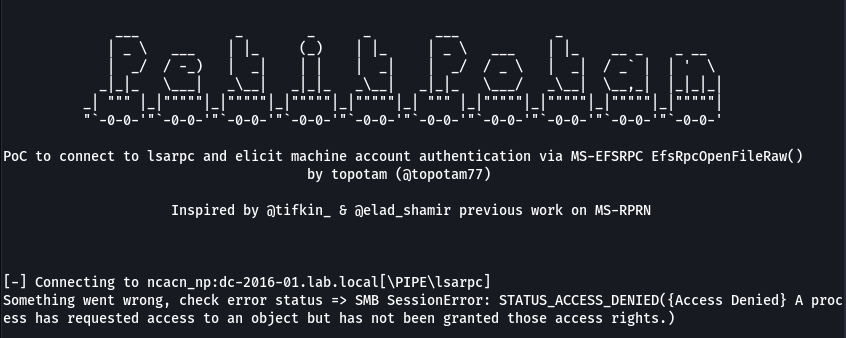 PetitPotam
PoC to connect to lsarpc and elicit machine account authentication via MS-EFSRPC EfsRpcOpenFileRaw()
by topotam (@topotam77)
Inspired by @tifkin_ & @elad_shamir previous work on MS-RPRN
[-] Connecting to ncacn_np:dc-2016-01.lab.local[\PIPE\lsarpc]
Something went wrong, check error status => SMB SessionError: STATUS_ACCESS_DENIED({Access Denied} A proc
ess has requested access to an object but has not been granted those access rights.)